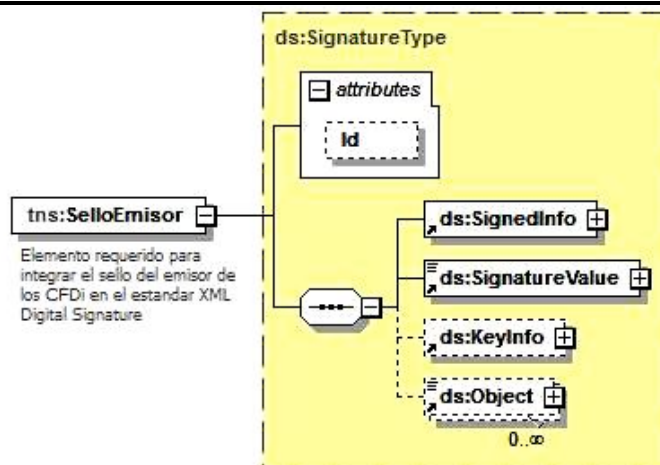 ds:SignatureType
attributes
Id
tns:SelloEmisor
Elemento requerido para
integrar el sello del emisor de
los CFDi en el estandar XML
Digital Signature
ds:SignedInfo
ds:SignatureValue
ds:KeyInfo
ds:Object
0..∞